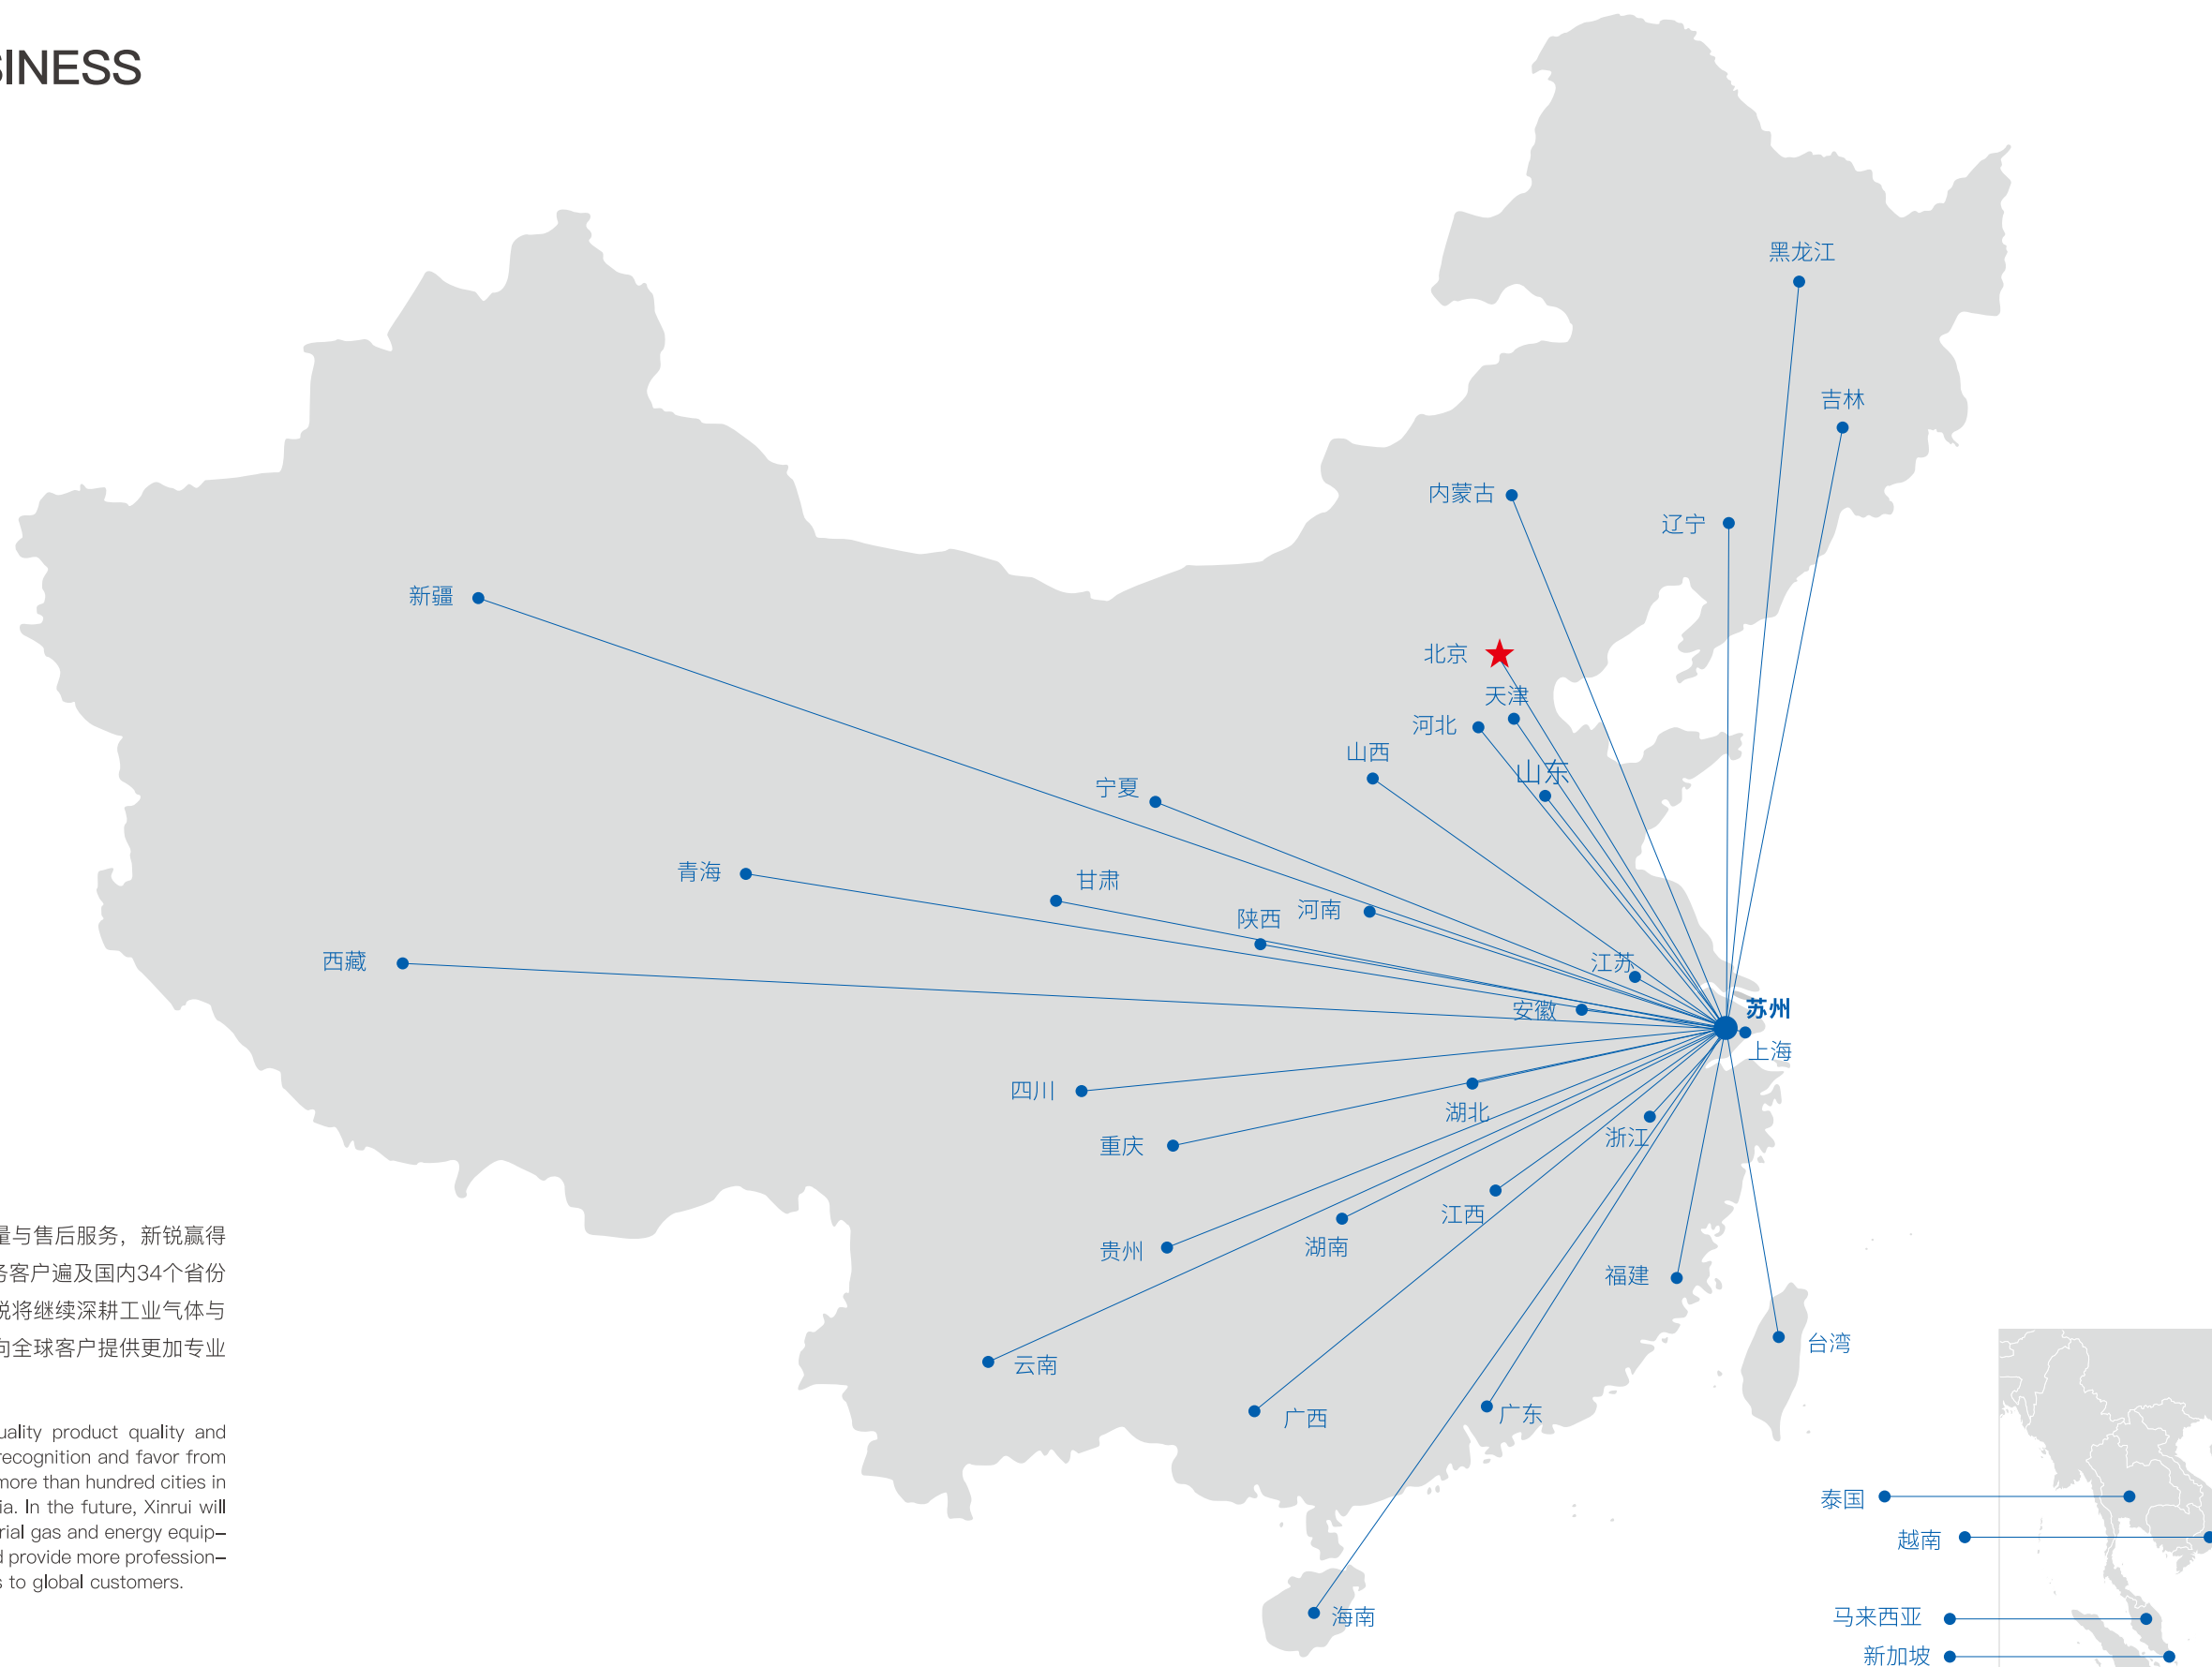 SINESS
黑龙江
吉林
内蒙古
辽宁
新疆
北京
天津
河北
山西
山东
宁夏
青海
甘肃
陕西
河南
西藏
江苏
安徽
苏州
上海
四川
湖北
重庆
浙江
江西
湖南
贵州
福建
云南
台湾
广西
广东
海南
泰国
越南
马来西亚
新加坡
量与售后服务，新锐赢得
务客户遍及国内34个省份
锐将继续深耕工业气体与
向全球客户提供更加专业
uality product quality and
recognition and favor from
more than hundred cities in
ia. In the future, Xinrui will
rial gas and energy equip-
d provide more profession-
s to global customers.